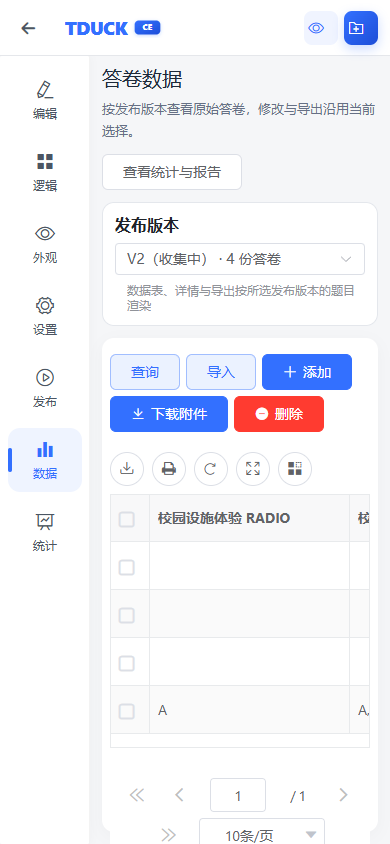 TDUCK CE
编辑
逻辑
外观
设置
发布
数据
统计
答卷数据
按发布版本查看原始答卷，修改与导出沿用当前
选择。
查看统计与报告
发布版本
V2（收集中） · 4 份答卷
数据表、详情与导出按所选发布版本的题目
渲染
查询
导入
添加
下载附件
删除
校园设施体验 RADIO
A
A
1
/ 1
10条/页